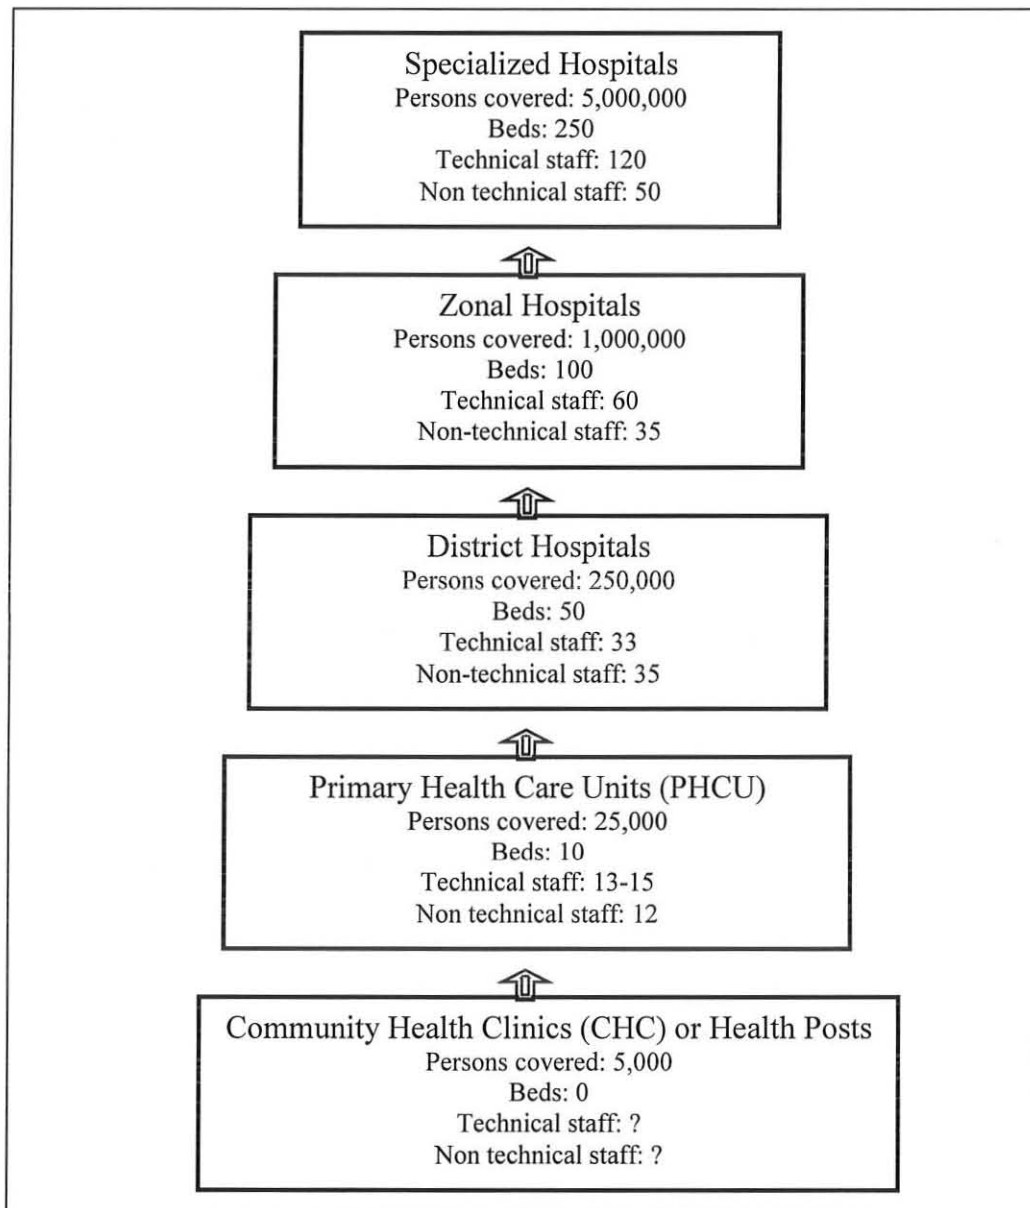 Specialized Hospitals
Persons covered: 5,000,000
Beds: 250
Technical staff: 120
Non technical staff: 50
Zonal Hospitals
Persons covered: 1,000,000
Beds: 100
Technical staff: 60
Non-technical staff: 35
District Hospitals
Persons covered: 250,000
Beds: 50
Technical staff: 33
Non-technical staff: 35
Primary Health Care Units (PHCU)
Persons covered: 25,000
Beds: 10
Technical staff: 13-15
Non technical staff: 12
Community Health Clinics (CHC) or Health Posts
Persons covered: 5,000
Beds: 0
Technical staff: ?
Non technical staff: ?